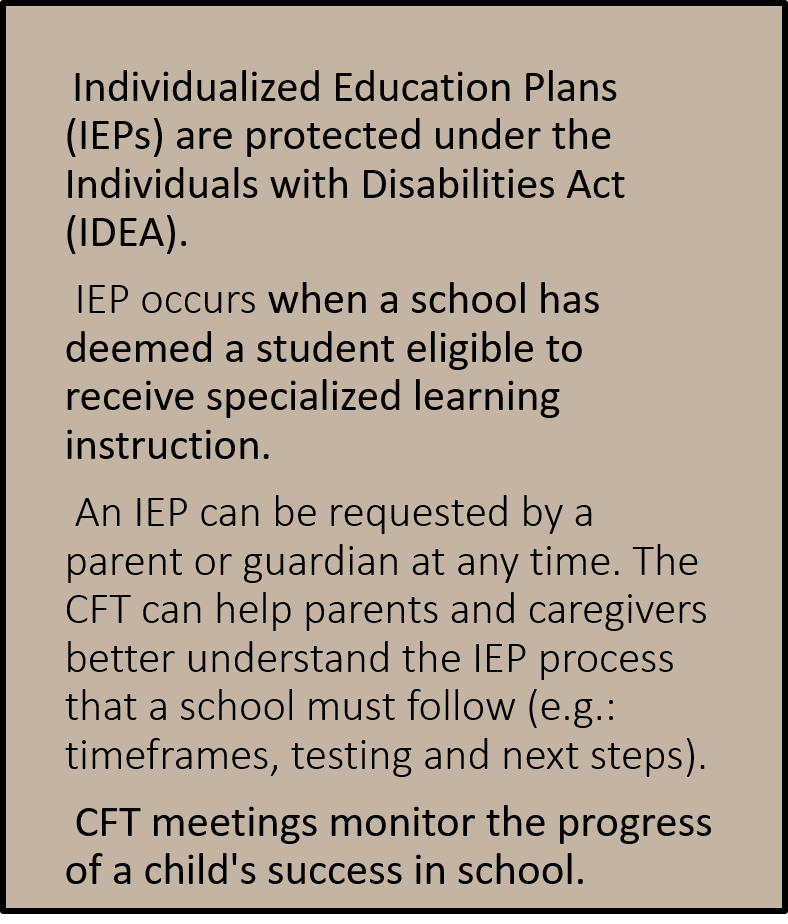 Individualized Education Plans
(IEPs) are protected under the
Individuals with Disabilities Act
(IDEA).
IEP occurs when a school has
deemed a student eligible to
receive specialized learning
instruction.
An IEP can be requested by a
parent or guardian at any time. The
CFT can help parents and caregivers
better understand the IEP process
that a school must follow (e.g.:
timeframes, testing and next steps).
CFT meetings monitor the progress
of a child's success in school.